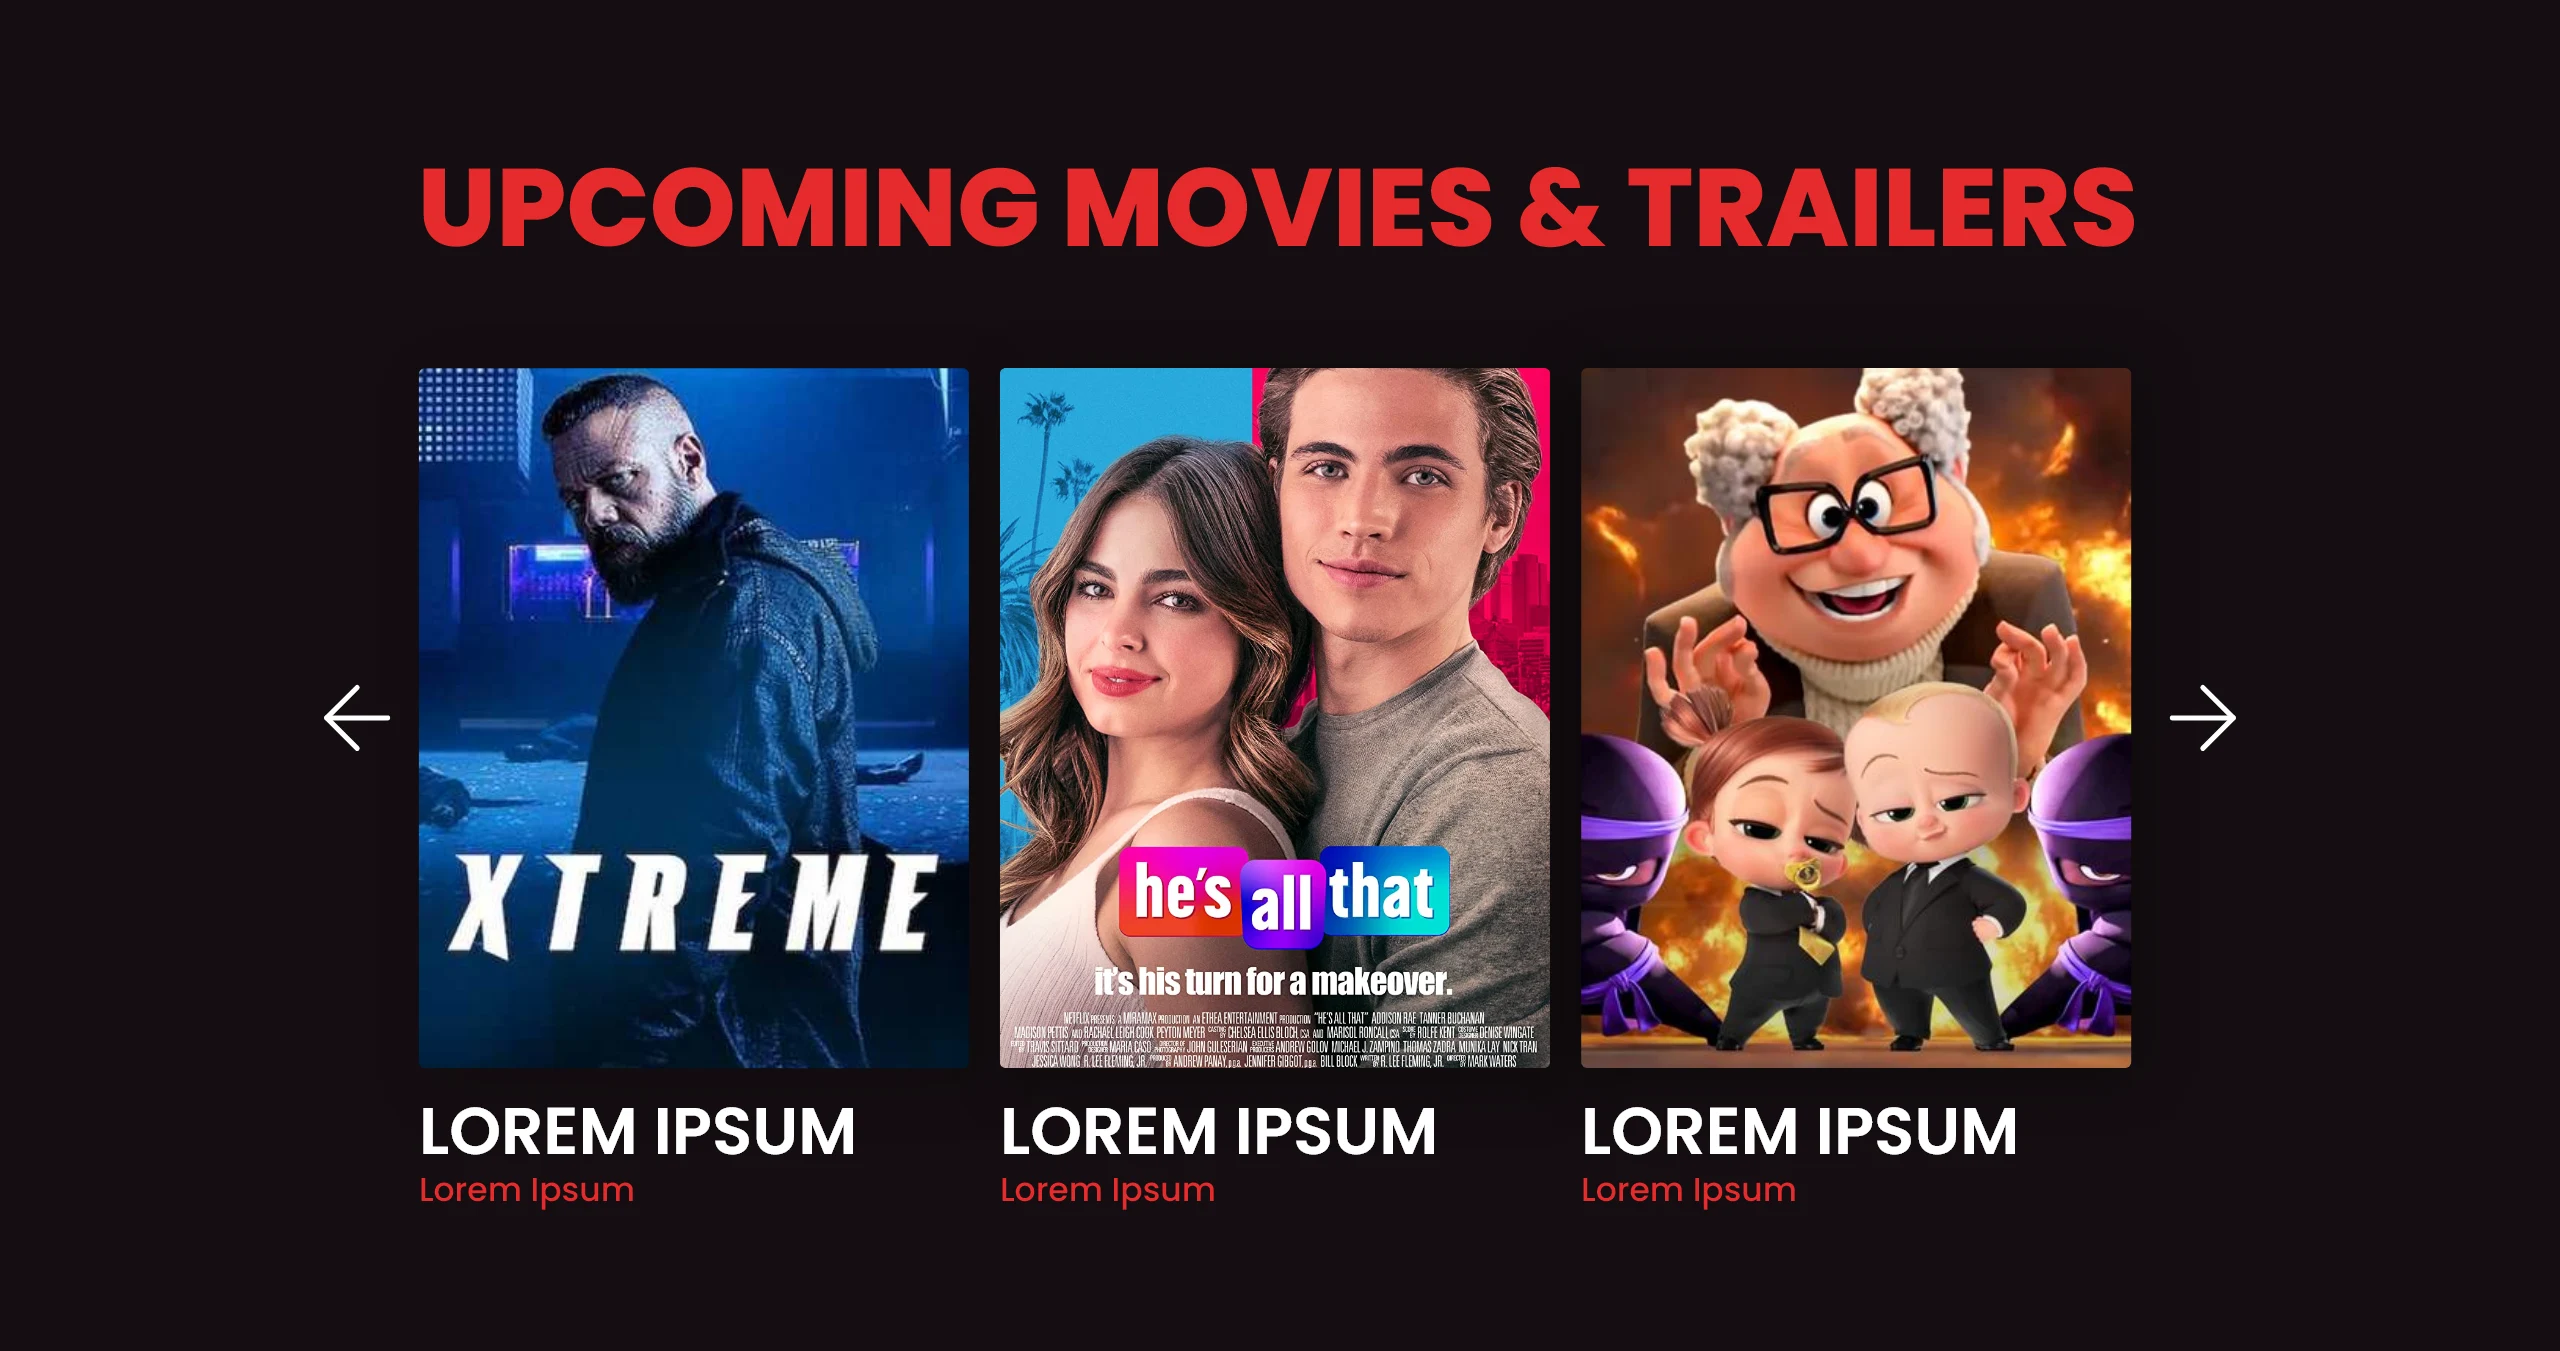 UPCOMING MOVIES & TRAILERS
XTREME
he's all that
it's his turn for a makeover.
NETFLIX PRESENTS A MIRAMAX PRODUCTION AN ETHEA ENTERTAINMENT PRODUCTION "HE'S ALL THAT" ADDISON RAE TANNER BUCHANAN
MADISON PETTIS AND RACHAEL LEIGH COOK PEYTON MEYER CASTING BY CHELSEA ELLIS BLOCH, CSA AND MARISOL RONCALI, CSA SCORE BY ROLFE KENT COSTUME DESIGNER DENISE WINGATE
EDITED BY TRAVIS SITTARD PRODUCTION DESIGNER MARIA CASO DIRECTOR OF PHOTOGRAPHY JOHN GULESERIAN EXECUTIVE PRODUCERS ANDREW GOLOV MICHAEL J. ZAMPINO THOMAS ZADRA MUNIKA LAY NICK TRAN
JESSICA WONG R. LEE FLEMING, JR. PRODUCED BY ANDREW PANAY, p.g.a. JENNIFER GIBGOT, p.g.a. BILL BLOCK WRITTEN BY R. LEE FLEMING, JR. DIRECTED BY MARK WATERS
LOREM IPSUM
Lorem Ipsum
LOREM IPSUM
Lorem Ipsum
LOREM IPSUM
Lorem Ipsum